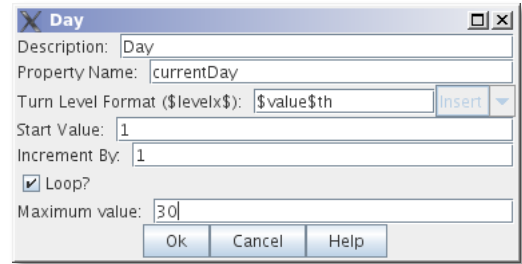 Day
Description: Day
Property Name: currentDay
Turn Level Format ($levelx$): $value$th Insert
Start Value: 1
Increment By: 1
Loop?
Maximum value: 30
Ok Cancel Help